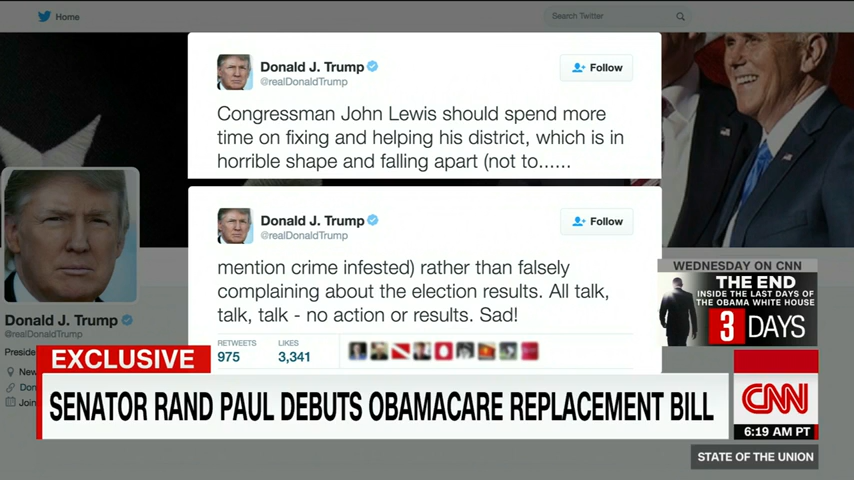 Home
Search Twitter
Donald J. Trump
@realDonaldTrump
Follow
Congressman John Lewis should spend more
time on fixing and helping his district, which is in
horrible shape and falling apart (not to......
Donald J. Trump
@realDonaldTrump
Follow
mention crime infested) rather than falsely
complaining about the election results. All talk,
talk, talk - no action or results. Sad!
RETWEETS
975
LIKES
3,341
Donald J. Trump
@realDonaldTrump
Preside
New
Don
Join
WEDNESDAY ON CNN
THE END
INSIDE THE LAST DAYS OF
THE OBAMA WHITE HOUSE
3 DAYS
EXCLUSIVE
SENATOR RAND PAUL DEBUTS OBAMACARE REPLACEMENT BILL
CNN
6:19 AM PT
STATE OF THE UNION